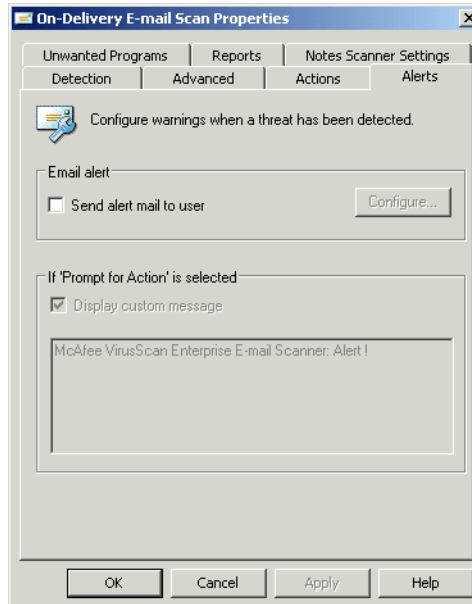 On-Delivery E-mail Scan Properties
Unwanted Programs Reports Notes Scanner Settings
Detection Advanced Actions Alerts
Configure warnings when a threat has been detected.
Email alert
Send alert mail to user
Configure...
If 'Prompt for Action' is selected
Display custom message
McAfee VirusScan Enterprise E-mail Scanner: Alert !
OK Cancel Apply Help